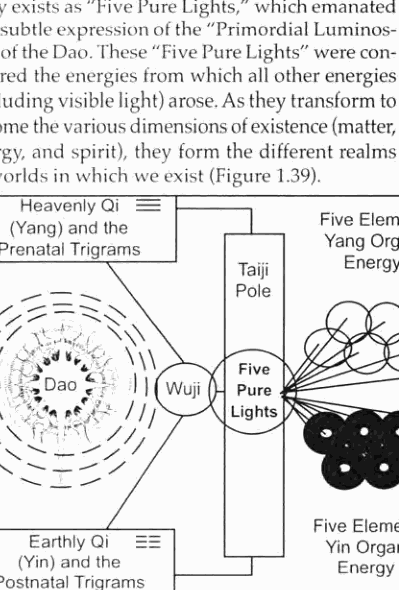 y exists as "Five Pure Lights," which emanated
subtle expression of the "Primordial Luminos-
of the Dao. These "Five Pure Lights" were con-
red the energies from which all other energies
luding visible light) arose. As they transform to
ome the various dimensions of existence (matter,
rgy, and spirit), they form the different realms
worlds in which we exist (Figure 1.39).
Heavenly Qi
(Yang) and the
Prenatal Trigrams
Taiji
Pole
Five Elem
Yang Org
Energy
Dao
Wuji
Five
Pure
Lights
Earthly Qi
(Yin) and the
Postnatal Trigrams
Five Eleme
Yin Orga
Energy